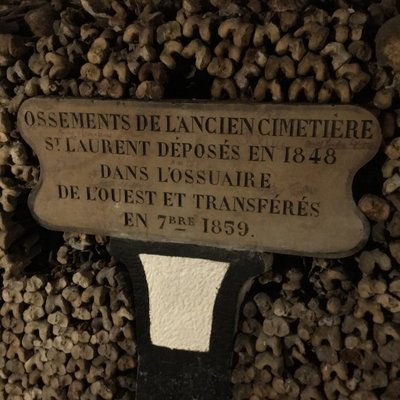 OSSEMENTS DE L'ANCIEN CIMETIÈRE
ST LAURENT DÉPOSÉS EN 1848
DANS L'OSSUAIRE
DE L'OUEST ET TRANSFÉRÉS
EN 7BRE 1859.